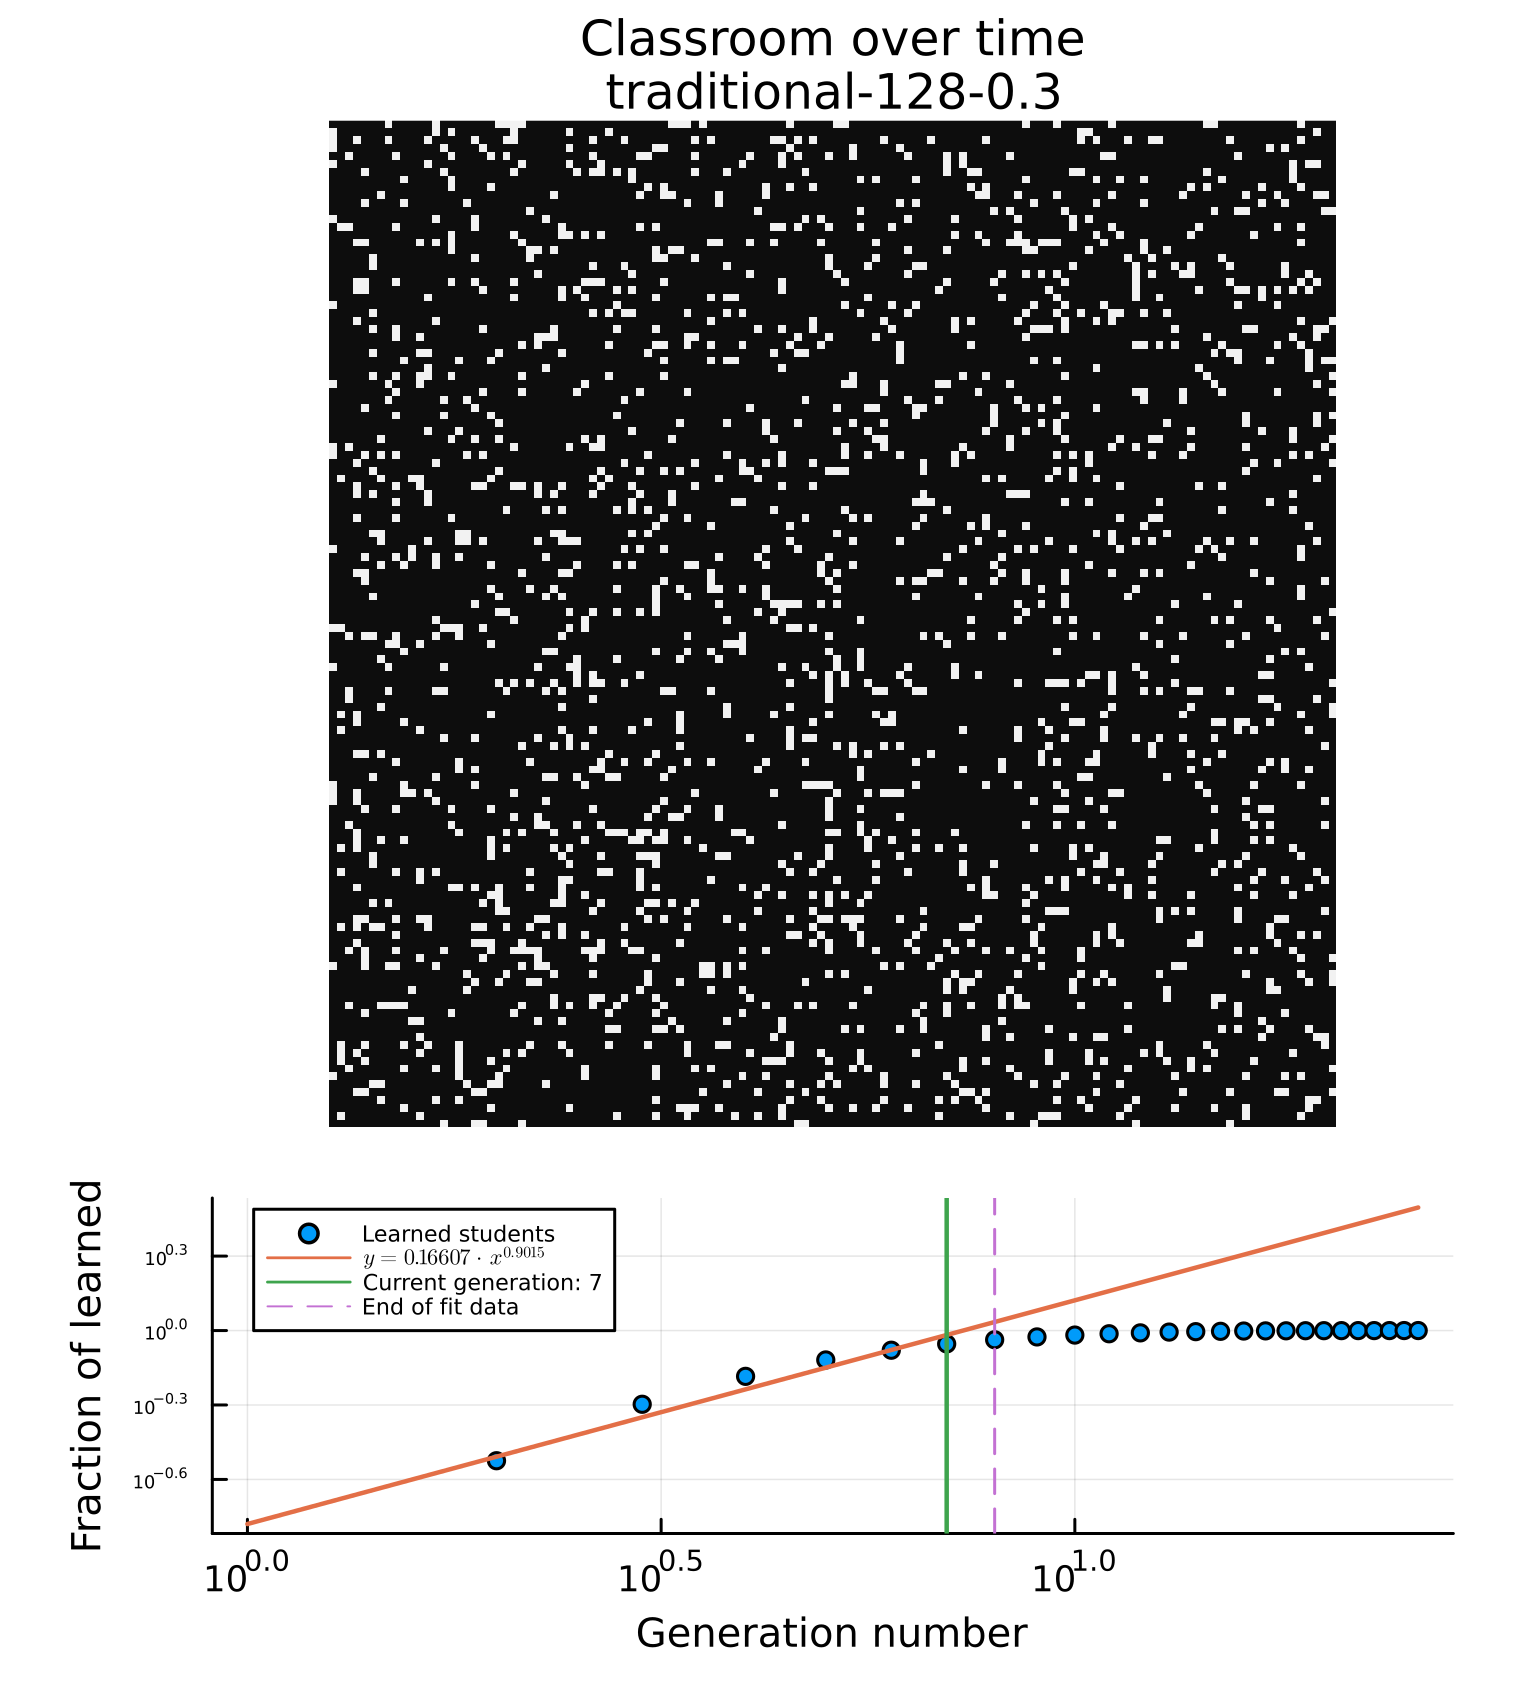 Classroom over time
traditional-128-0.3
Fraction of learned
Learned students
y = 0.16607 · x^0.9015
Current generation: 7
End of fit data
10^0.3
10^0.0
10^−0.3
10^−0.6
10^0.0 10^0.5 10^1.0
Generation number